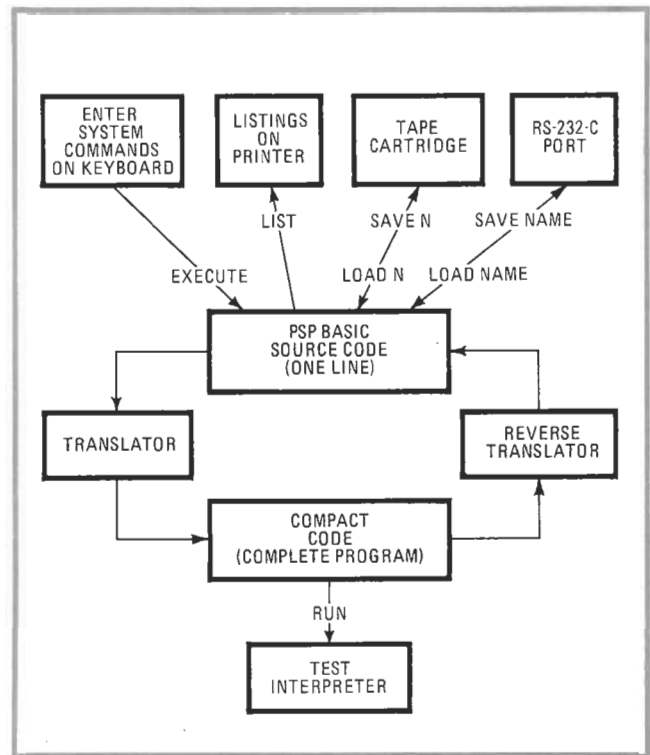 ENTER
SYSTEM
COMMANDS
ON KEYBOARD
LISTINGS
ON
PRINTER
TAPE
CARTRIDGE
RS-232-C
PORT
LIST
SAVE N
SAVE NAME
EXECUTE
LOAD N
LOAD NAME
PSP BASIC
SOURCE CODE
(ONE LINE)
TRANSLATOR
REVERSE
TRANSLATOR
COMPACT
CODE
(COMPLETE PROGRAM)
RUN
TEST
INTERPRETER